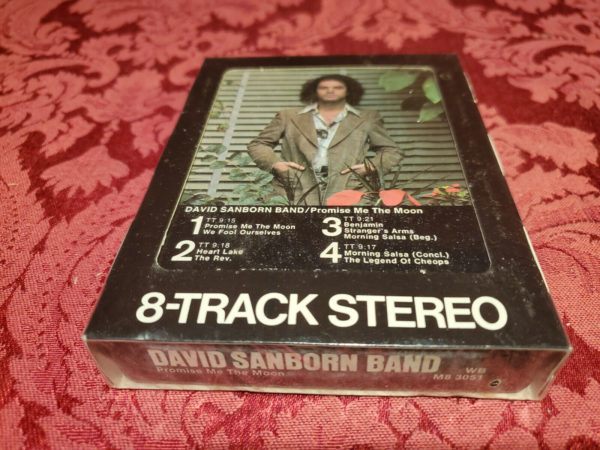 DAVID SANBORN BAND/Promise Me The Moon
1 TT 9:15
Promise Me The Moon
We Fool Ourselves
2 TT 9:18
Heart Lake
The Rev.
3 TT 9:21
Benjamin
Stranger's Arms
Morning Salsa (Beg.)
4 TT 9:17
Morning Salsa (Concl.)
The Legend Of Cheops
8-TRACK STEREO
DAVID SANBORN BAND
Promise Me The Moon
WB
M8 3051